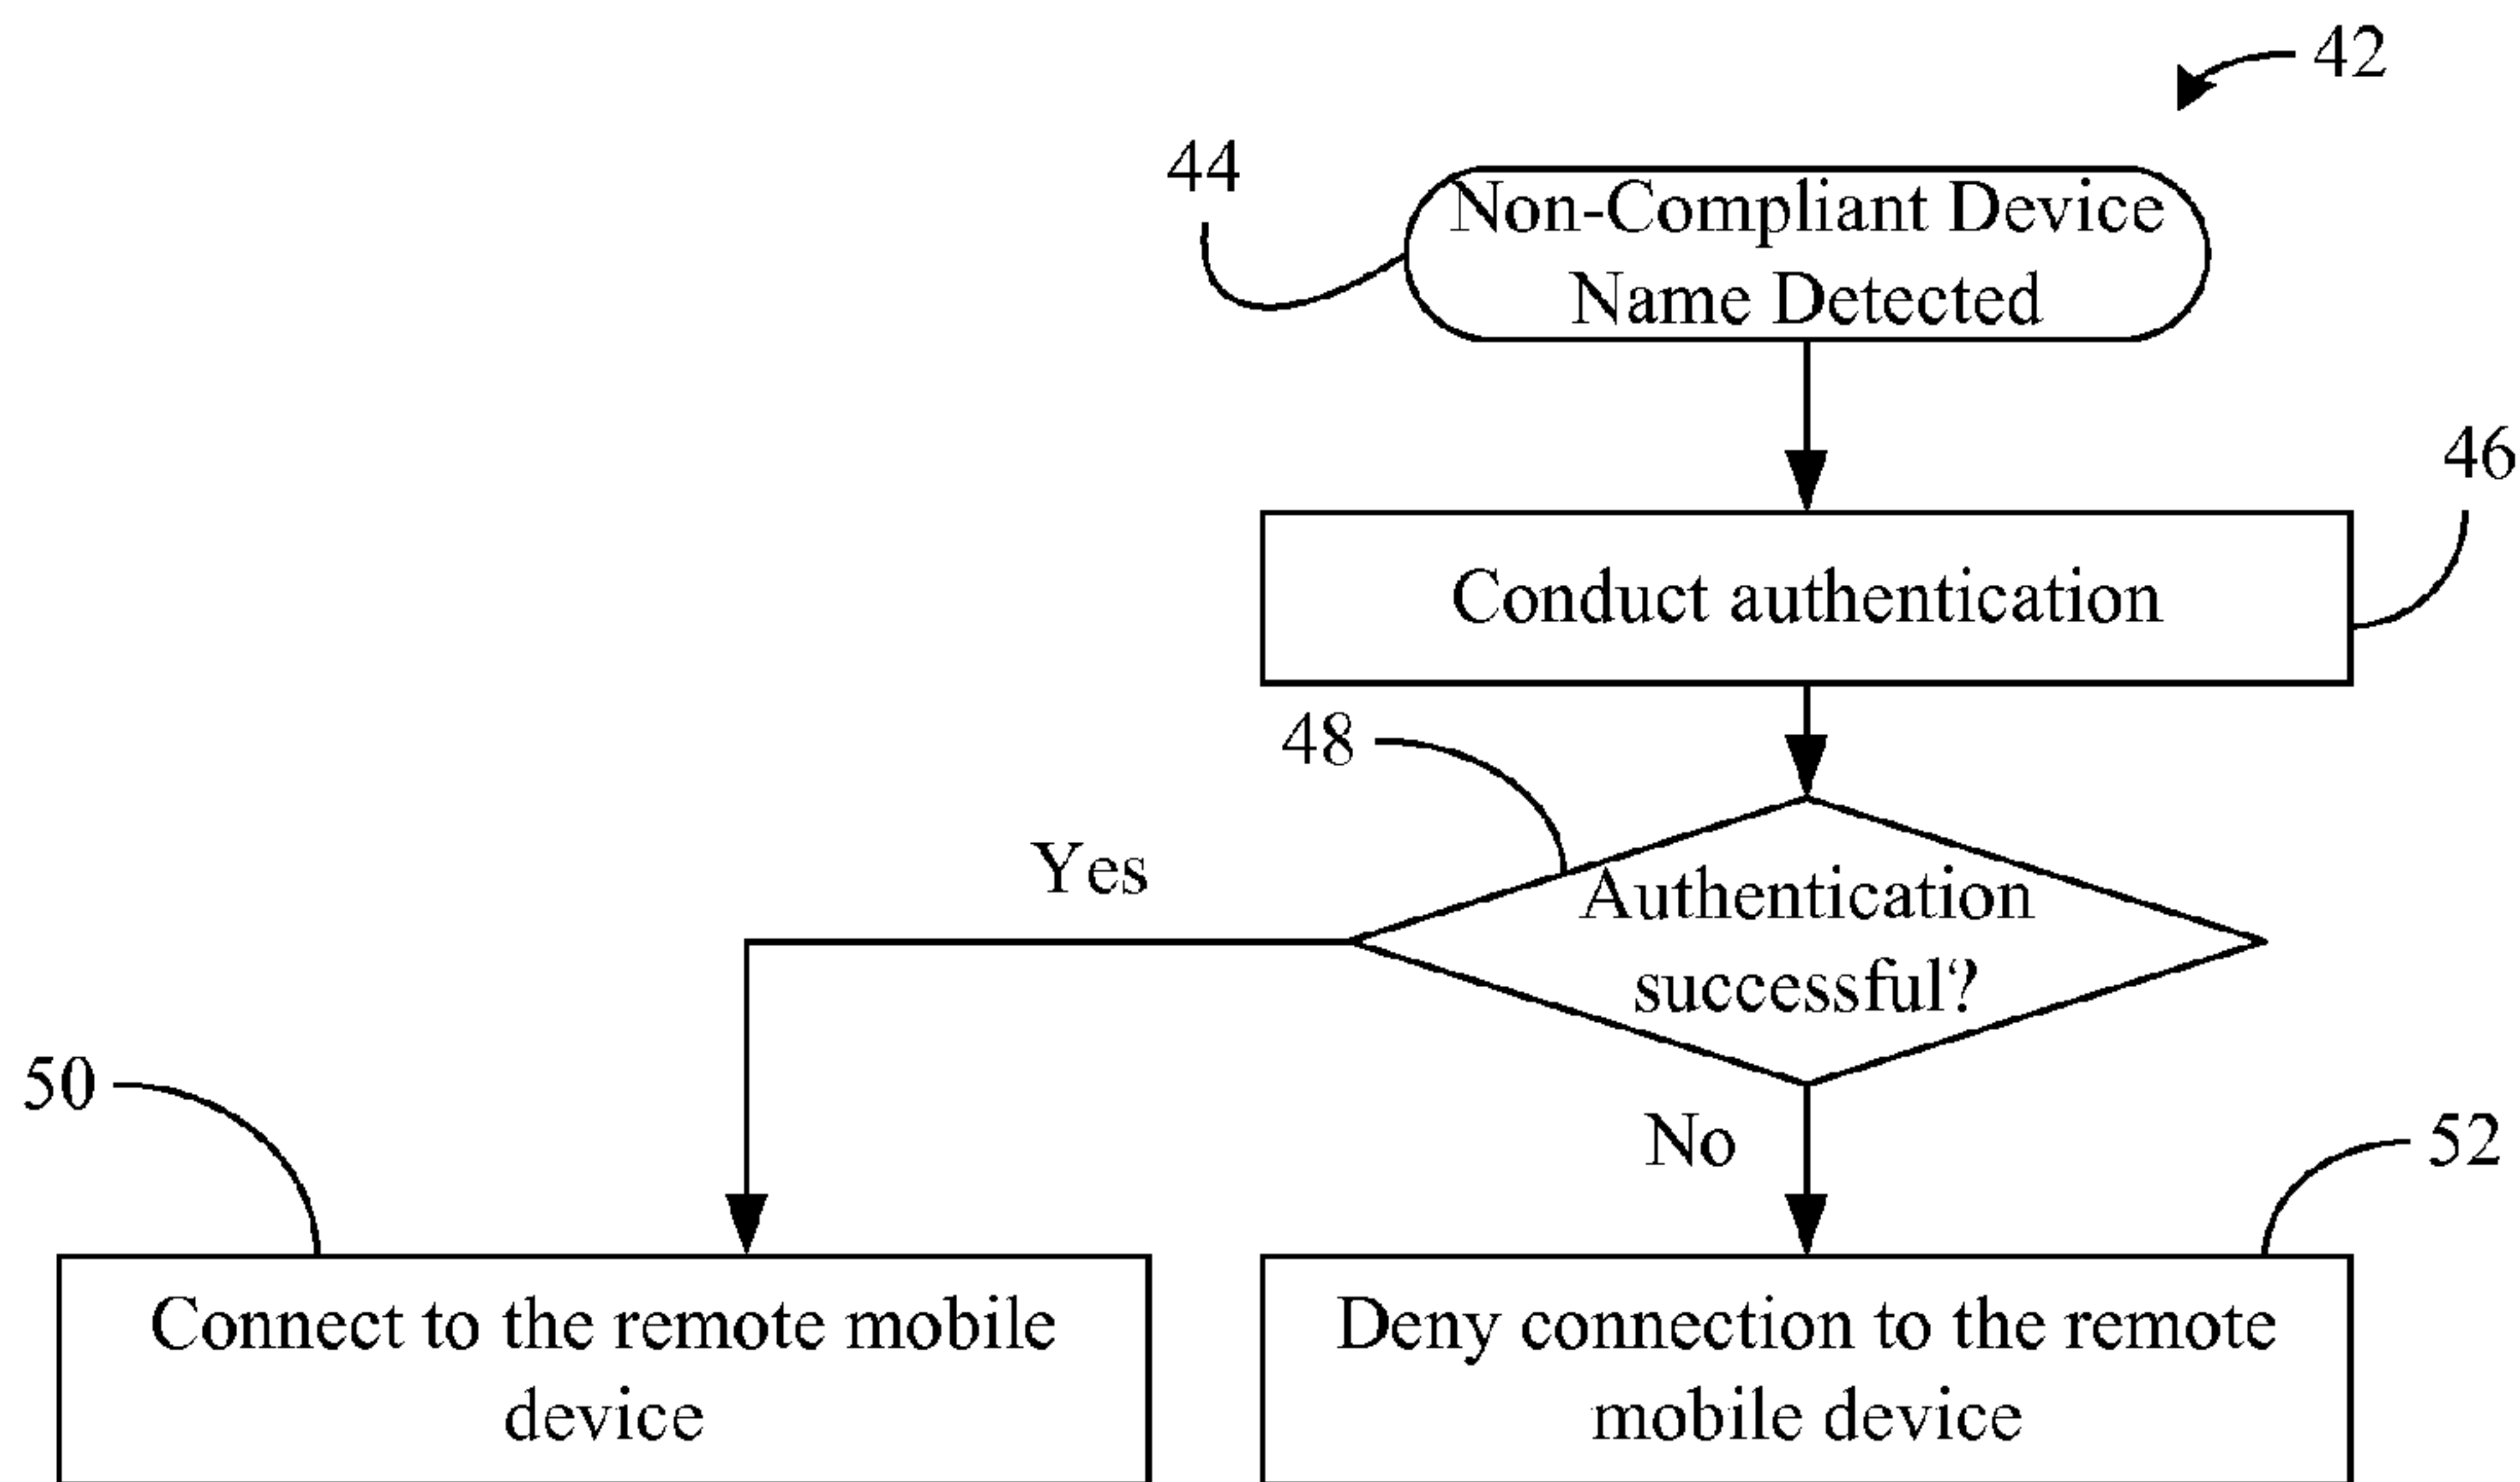 42
44
Non-Compliant Device
Name Detected
46
Conduct authentication
48
Yes
Authentication
successful?
50
No
52
Connect to the remote mobile
device
Deny connection to the remote
mobile device